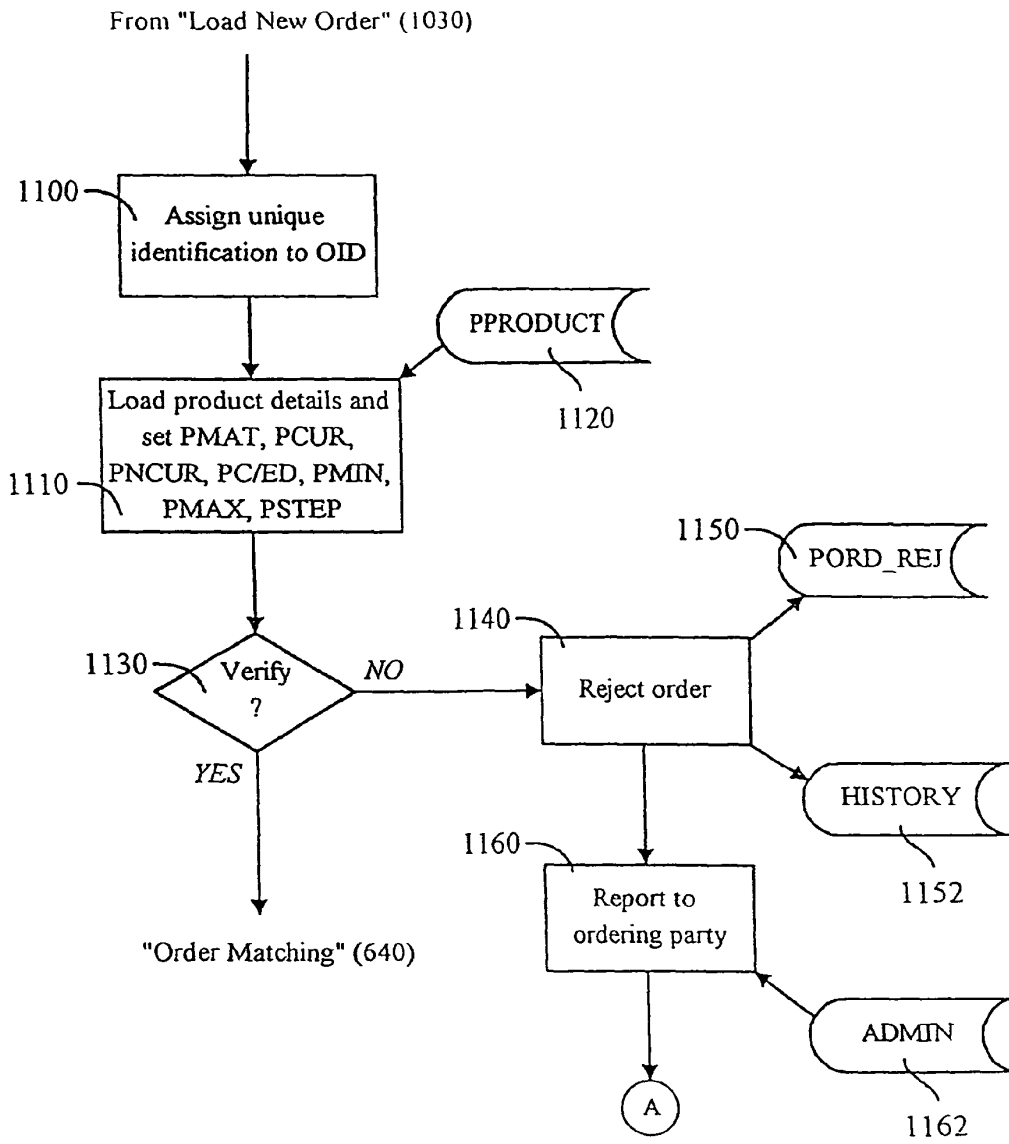 From "Load New Order" (1030)
1100
Assign unique
identification to OID
PPRODUCT
1120
Load product details and
set PMAT, PCUR,
PNCUR, PC/ED, PMIN,
PMAX, PSTEP
1110
1150
PORD_REJ
1140
Reject order
1130
Verify
?
NO
YES
HISTORY
1152
1160
Report to
ordering party
"Order Matching" (640)
ADMIN
1162
A